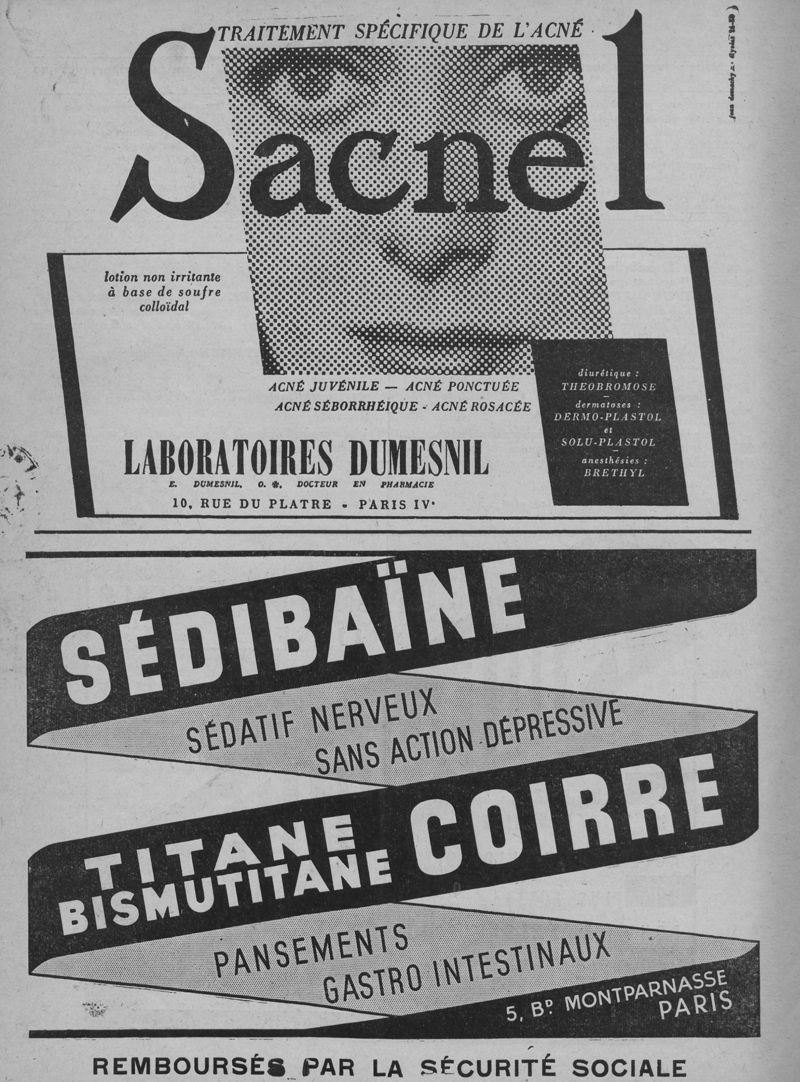 TRAITEMENT SPÉCIFIQUE DE L'ACNÉ
Sacnél
lotion non irritante
à base de soufre
colloïdal
ACNÉ JUVÉNILE — ACNÉ PONCTUÉE
ACNÉ SÉBORRHÉIQUE - ACNÉ ROSACÉE
LABORATOIRES DUMESNIL
E. DUMESNIL, O. ✻, DOCTEUR EN PHARMACIE
10, RUE DU PLATRE - PARIS IVᵉ
diurétique :
THEOBROMOSE
—
dermatoses :
DERMO-PLASTOL
et
SOLU-PLASTOL
—
anesthésies :
BRETHYL
SÉDIBAÏNE
SÉDATIF NERVEUX
SANS ACTION DÉPRESSIVE
TITANE
BISMUTITANE
COIRRE
PANSEMENTS
GASTRO INTESTINAUX
5, Bᴰ MONTPARNASSE
PARIS
REMBOURSÉS PAR LA SÉCURITÉ SOCIALE